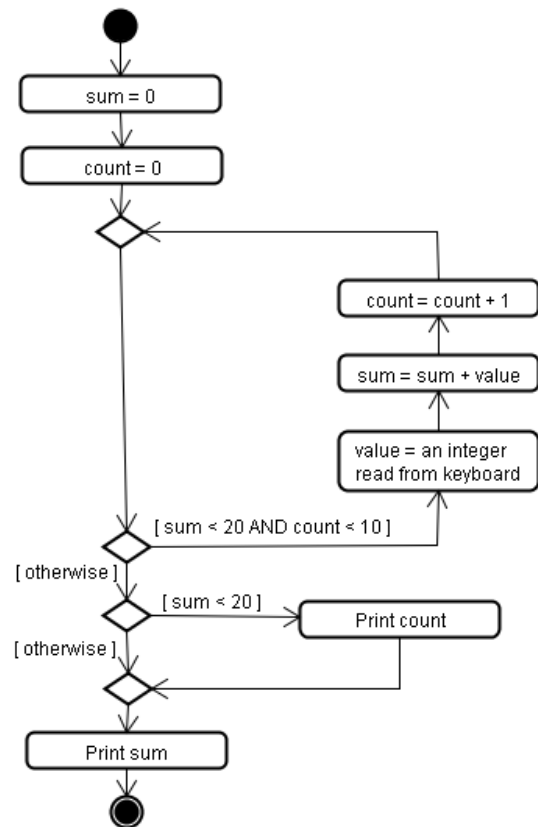 sum = 0
count = 0
count = count + 1
sum = sum + value
value = an integer
read from keyboard
[ sum < 20 AND count < 10 ]
[ otherwise ]
[ sum < 20 ]
Print count
[ otherwise ]
Print sum